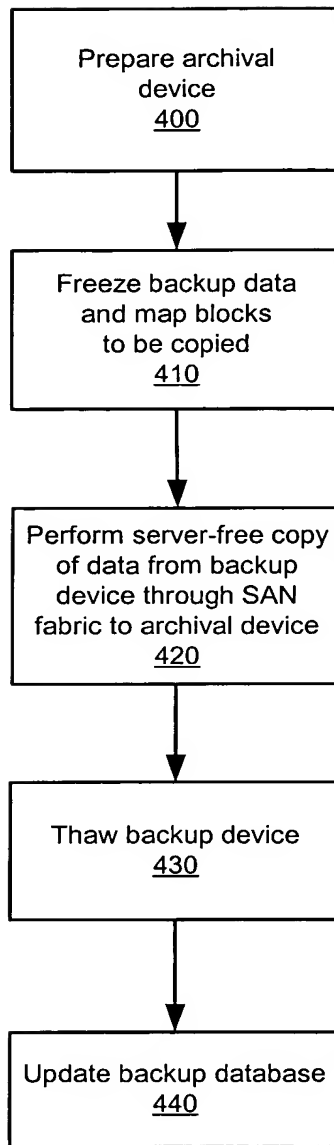 Prepare archival
device
400
Freeze backup data
and map blocks
to be copied
410
Perform server-free copy
of data from backup
device through SAN
fabric to archival device
420
Thaw backup device
430
Update backup database
440